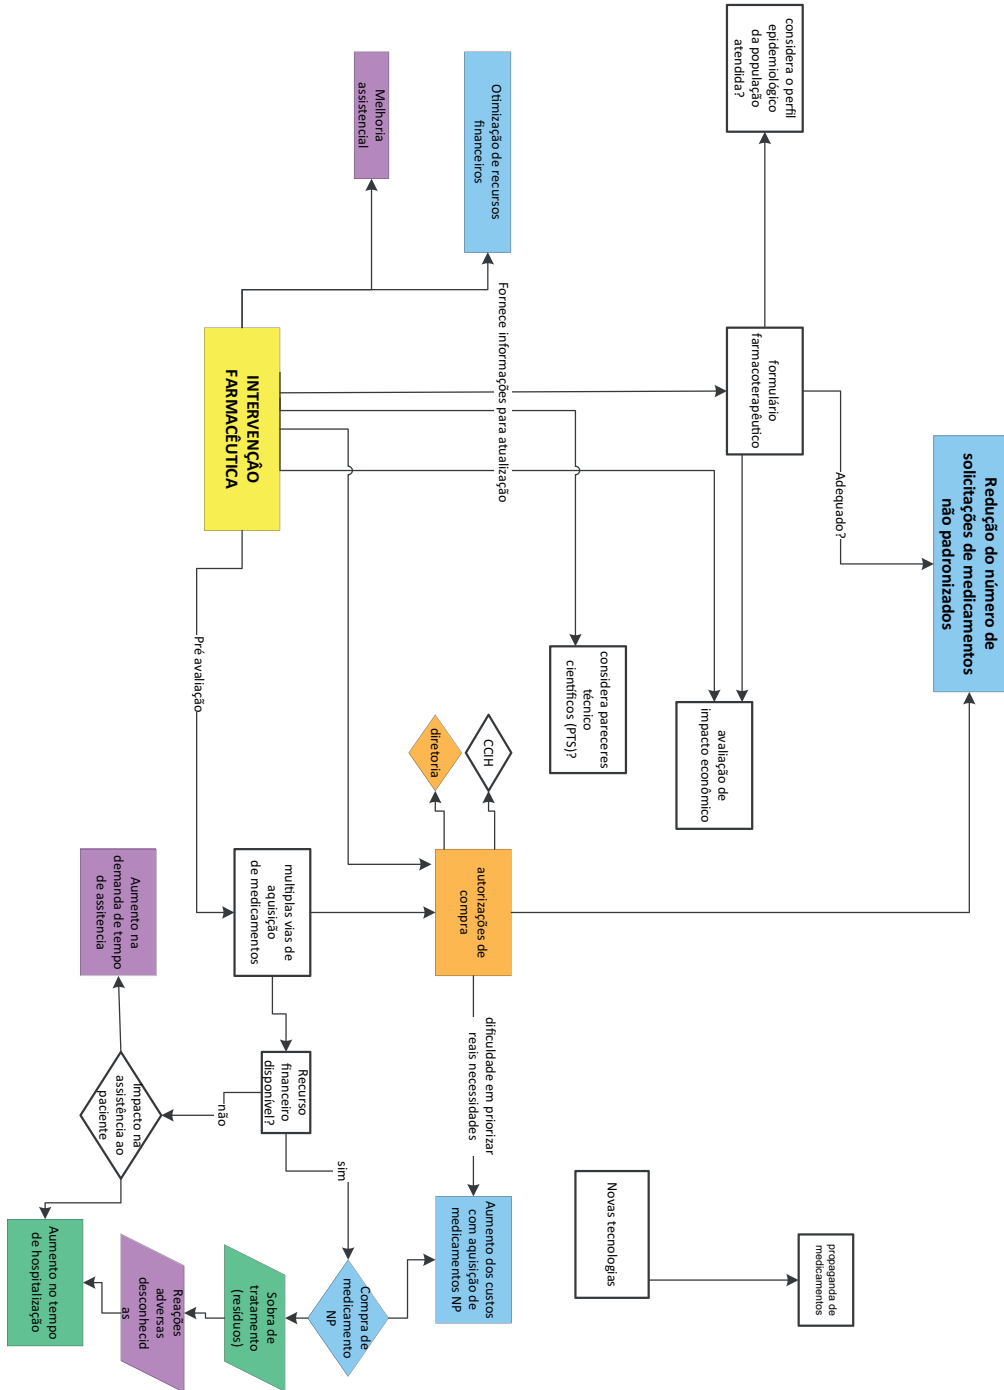 Redução do número de
solicitações de medicamentos
não padronizados
considera o perfil
epidemiológico
da população
atendida?
formulário
farmacoterapêutico
Adequado?
avaliação de
impacto econômico
propaganda de
medicamentos
Novas tecnologias
considera pareceres
técnico
científicos (PTS)?
Otimização de recursos
financeiros
Fornece informações para atualização
CCIH
diretoria
autorizações de
compra
dificuldade em priorizar
reais necessidades
Aumento dos custos
com aquisição de
medicamentos NP
Melhoria
assistencial
INTERVENÇÃO
FARMACÊUTICA
Pré avaliação
multiplas vias de
aquisição
de medicamentos
Recurso
financeiro
disponível?
sim
não
Compra de
medicamento
NP
Sobra de
tratamento
(resíduos)
Reações
adversas
desconhecid
as
Aumento na
demanda de tempo
de assitencia
Impacto na
assistência ao
paciente
Aumento no tempo
de hospitalização